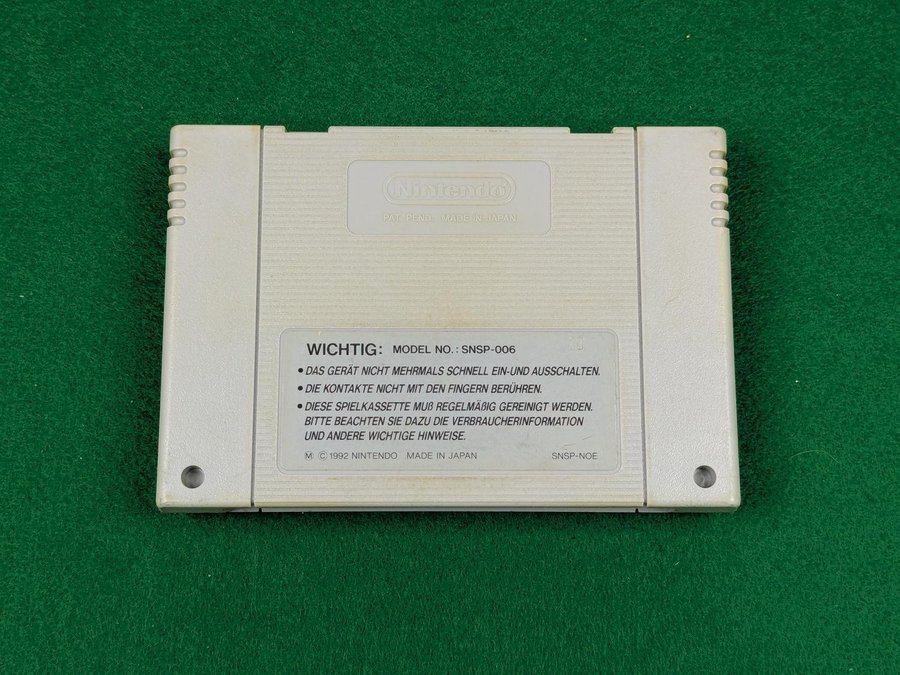 Nintendo
PAT. PEND. MADE IN JAPAN
WICHTIG: MODEL NO.: SNSP-006
• DAS GERÄT NICHT MEHRMALS SCHNELL EIN-UND AUSSCHALTEN.
• DIE KONTAKTE NICHT MIT DEN FINGERN BERÜHREN.
• DIESE SPIELKASSETTE MUß REGELMÄßIG GEREINIGT WERDEN.
BITTE BEACHTEN SIE DAZU DIE VERBRAUCHERINFORMATION
UND ANDERE WICHTIGE HINWEISE.
Ⓜ © 1992 NINTENDO MADE IN JAPAN SNSP-NOE